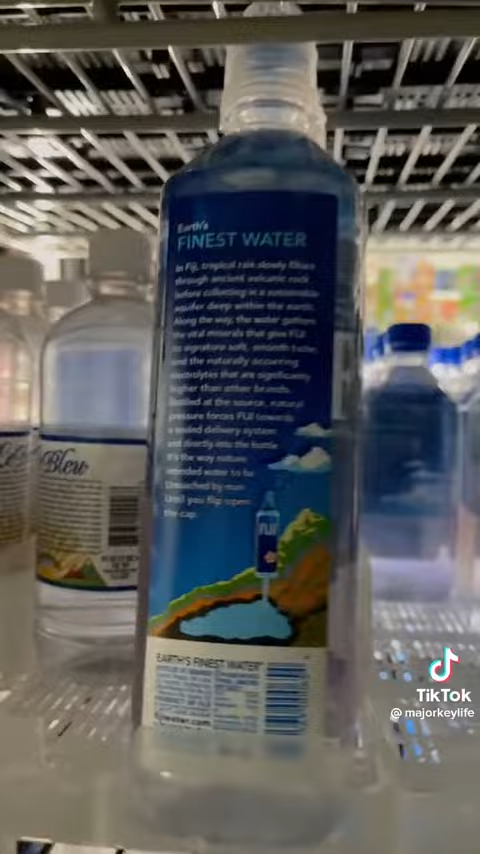 Earth's
FINEST WATER
In Fiji, tropical rain slowly filters
through ancient volcanic rock
before collecting in a sustainable
aquifer deep within the earth.
Along the way, the water gathers
the vital minerals that give FIJI
its signature soft, smooth taste
and the naturally occurring
electrolytes that are significantly
higher than other brands.
Bottled at the source, natural
pressure forces FIJI towards
a sealed delivery system
and directly into the bottle
It's the way nature
intended water to be
Untouched by man
Until you flip open
the cap.
FIJI
EARTH'S FINEST WATER
fijiwater.com
Bleu
TikTok
@ majorkeylife